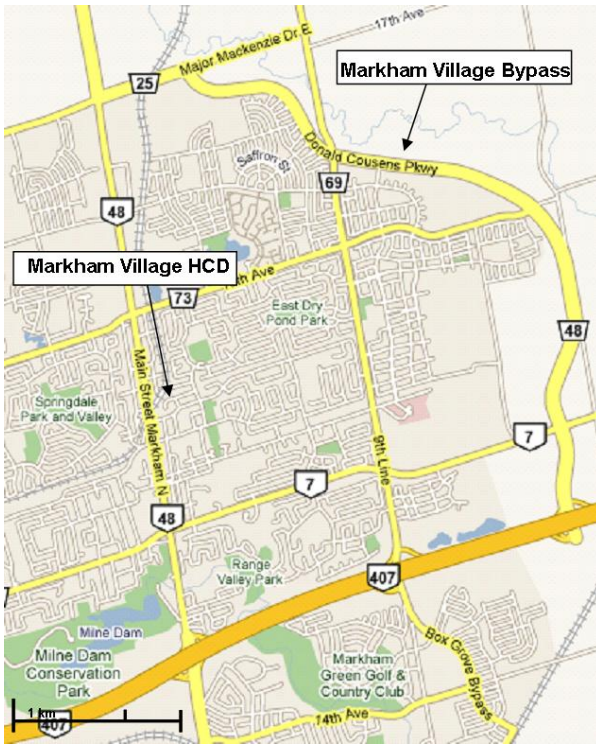 17th Ave
Major Mackenzie Dr E
25
Markham Village Bypass
Donald Cousens Pkwy
Saffron St
69
48
Markham Village HCD
th Ave
73
East Dry
Pond Park
48
Main Street Markham N
Springdale
Park and Valley
7
9th Line
7
48
Range
Valley Park
407
Milne Dam
Milne Dam
Conservation
Park
Markham
Green Golf &
Country Club
Box Grove Bypass
1 km
407
14th Ave